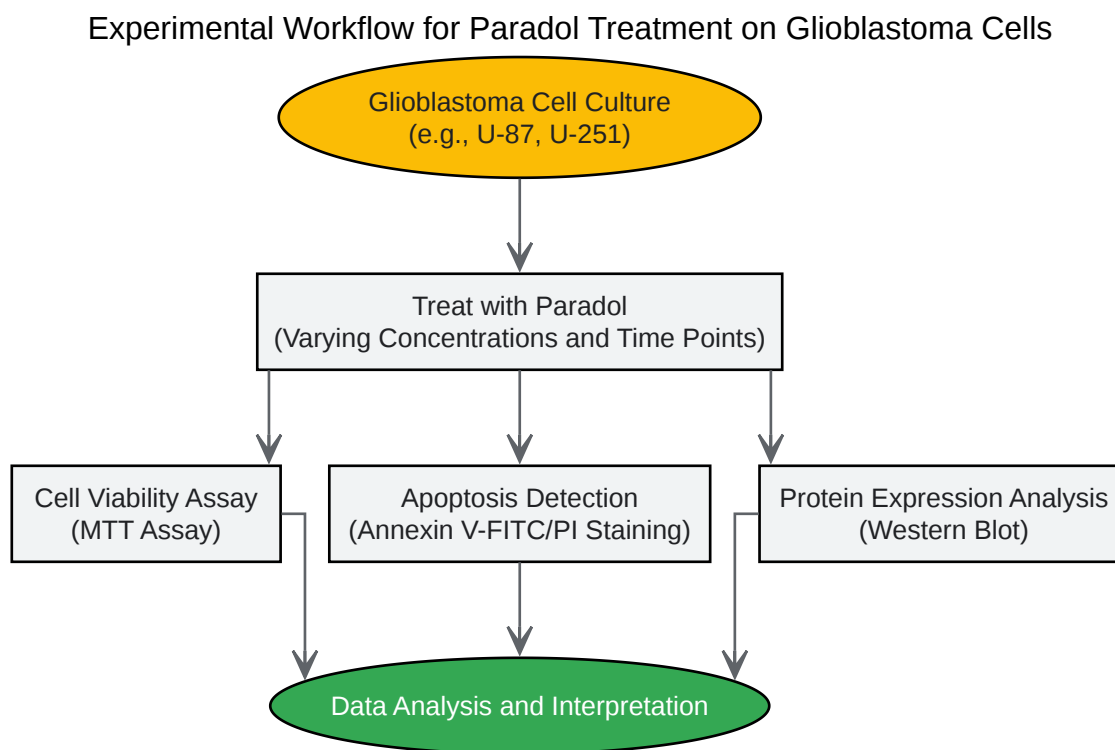 Experimental Workflow for Paradol Treatment on Glioblastoma Cells
Glioblastoma Cell Culture
(e.g., U-87, U-251)
Treat with Paradol
(Varying Concentrations and Time Points)
Cell Viability Assay
(MTT Assay)
Apoptosis Detection
(Annexin V-FITC/PI Staining)
Protein Expression Analysis
(Western Blot)
Data Analysis and Interpretation